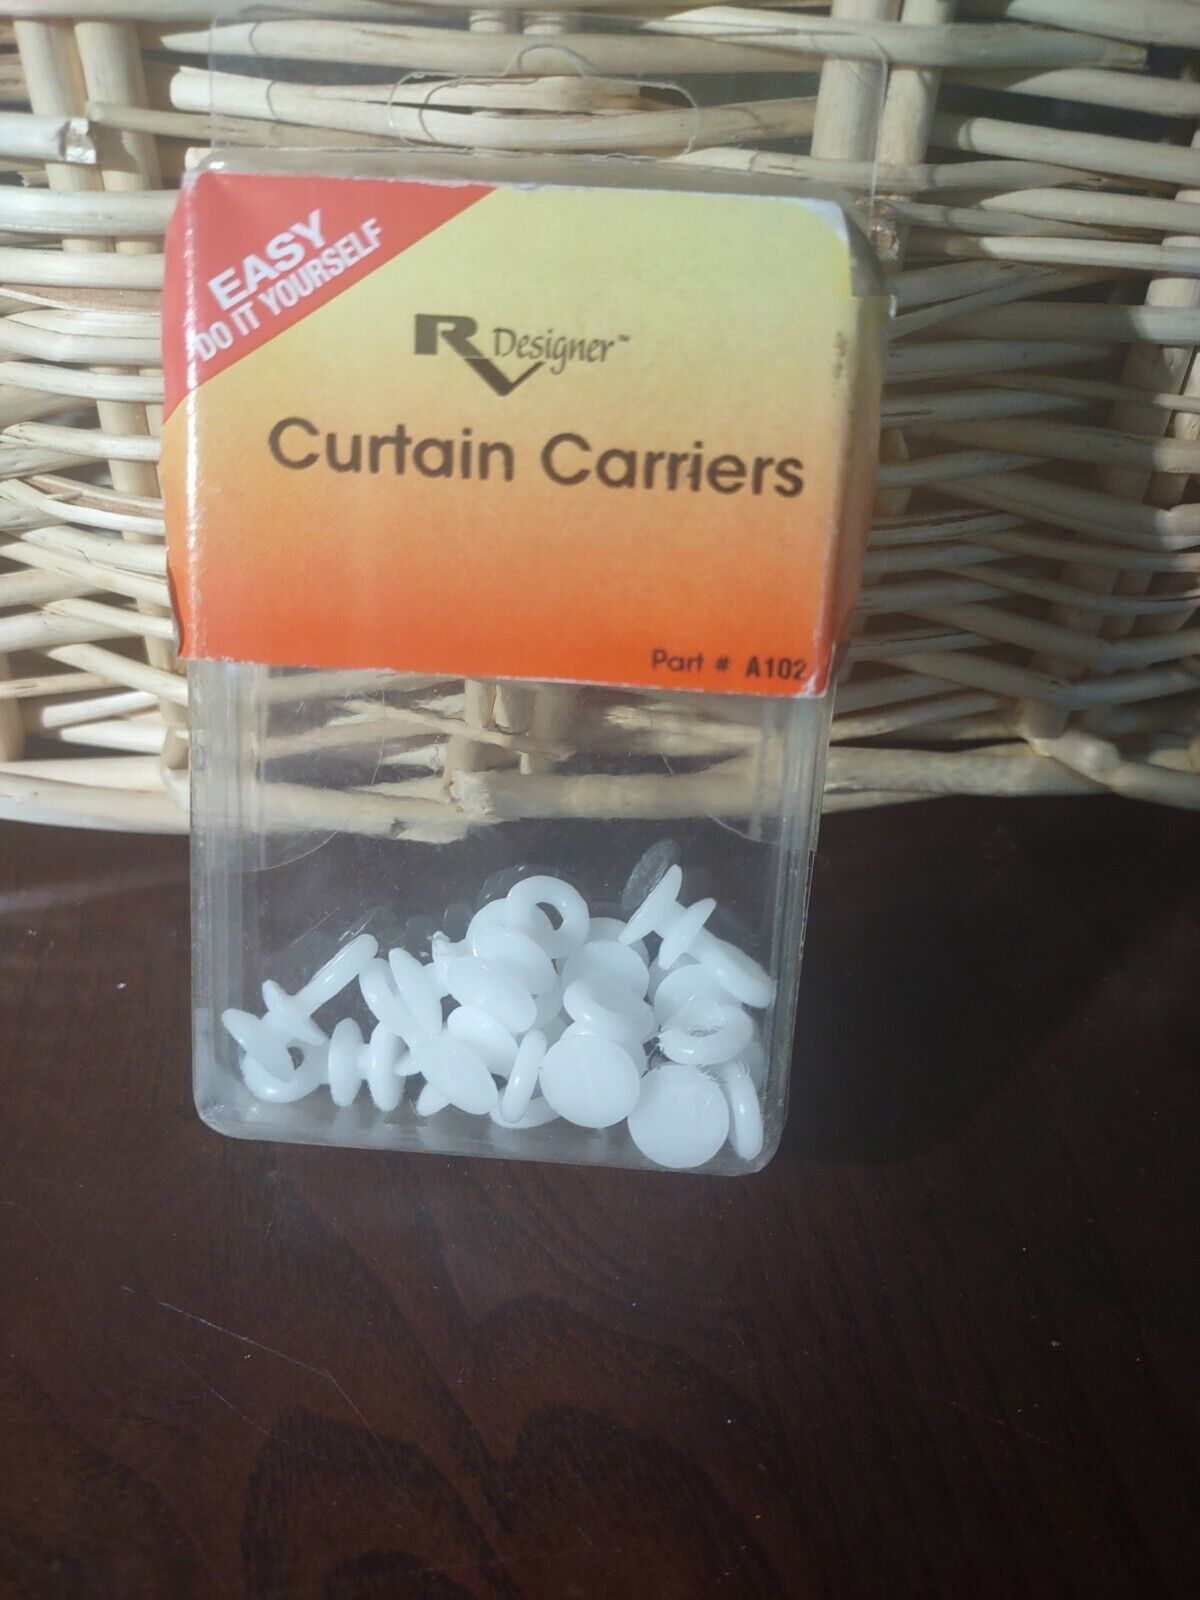 EASY
DO IT YOURSELF
RV Designer™
Curtain Carriers
Part # A102